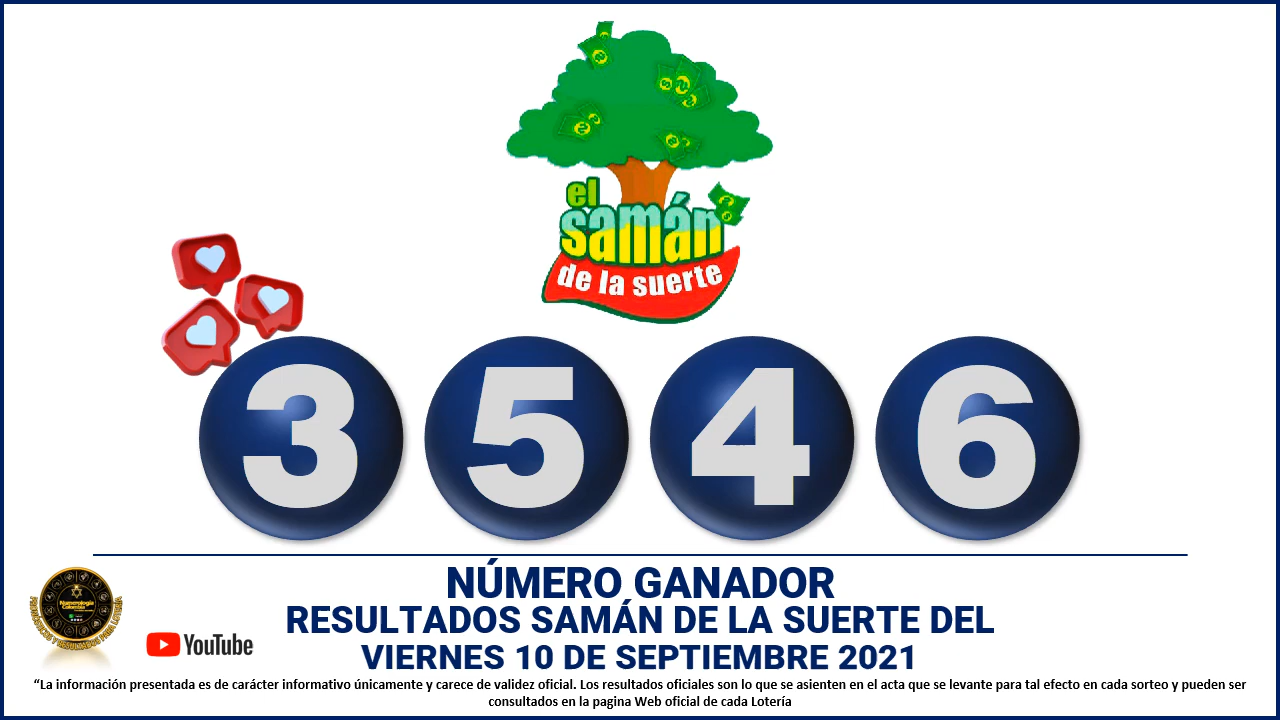 el
samán
de la suerte
3 5 4 6
NÚMERO GANADOR
RESULTADOS SAMÁN DE LA SUERTE DEL
VIERNES 10 DE SEPTIEMBRE 2021
Numerología
Colombia
YouTube
“La información presentada es de carácter informativo únicamente y carece de validez oficial. Los resultados oficiales son lo que se asienten en el acta que se levante para tal efecto en cada sorteo y pueden ser
consultados en la pagina Web oficial de cada Lotería